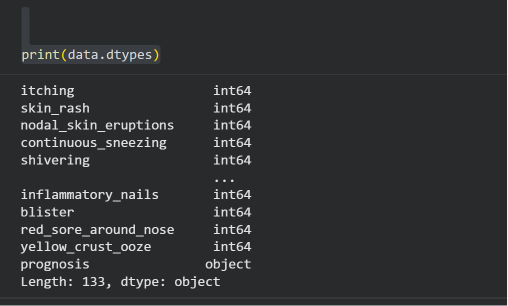 print(data.dtypes)
itching int64
skin_rash int64
nodal_skin_eruptions int64
continuous_sneezing int64
shivering int64
...
inflammatory_nails int64
blister int64
red_sore_around_nose int64
yellow_crust_ooze int64
prognosis object
Length: 133, dtype: object